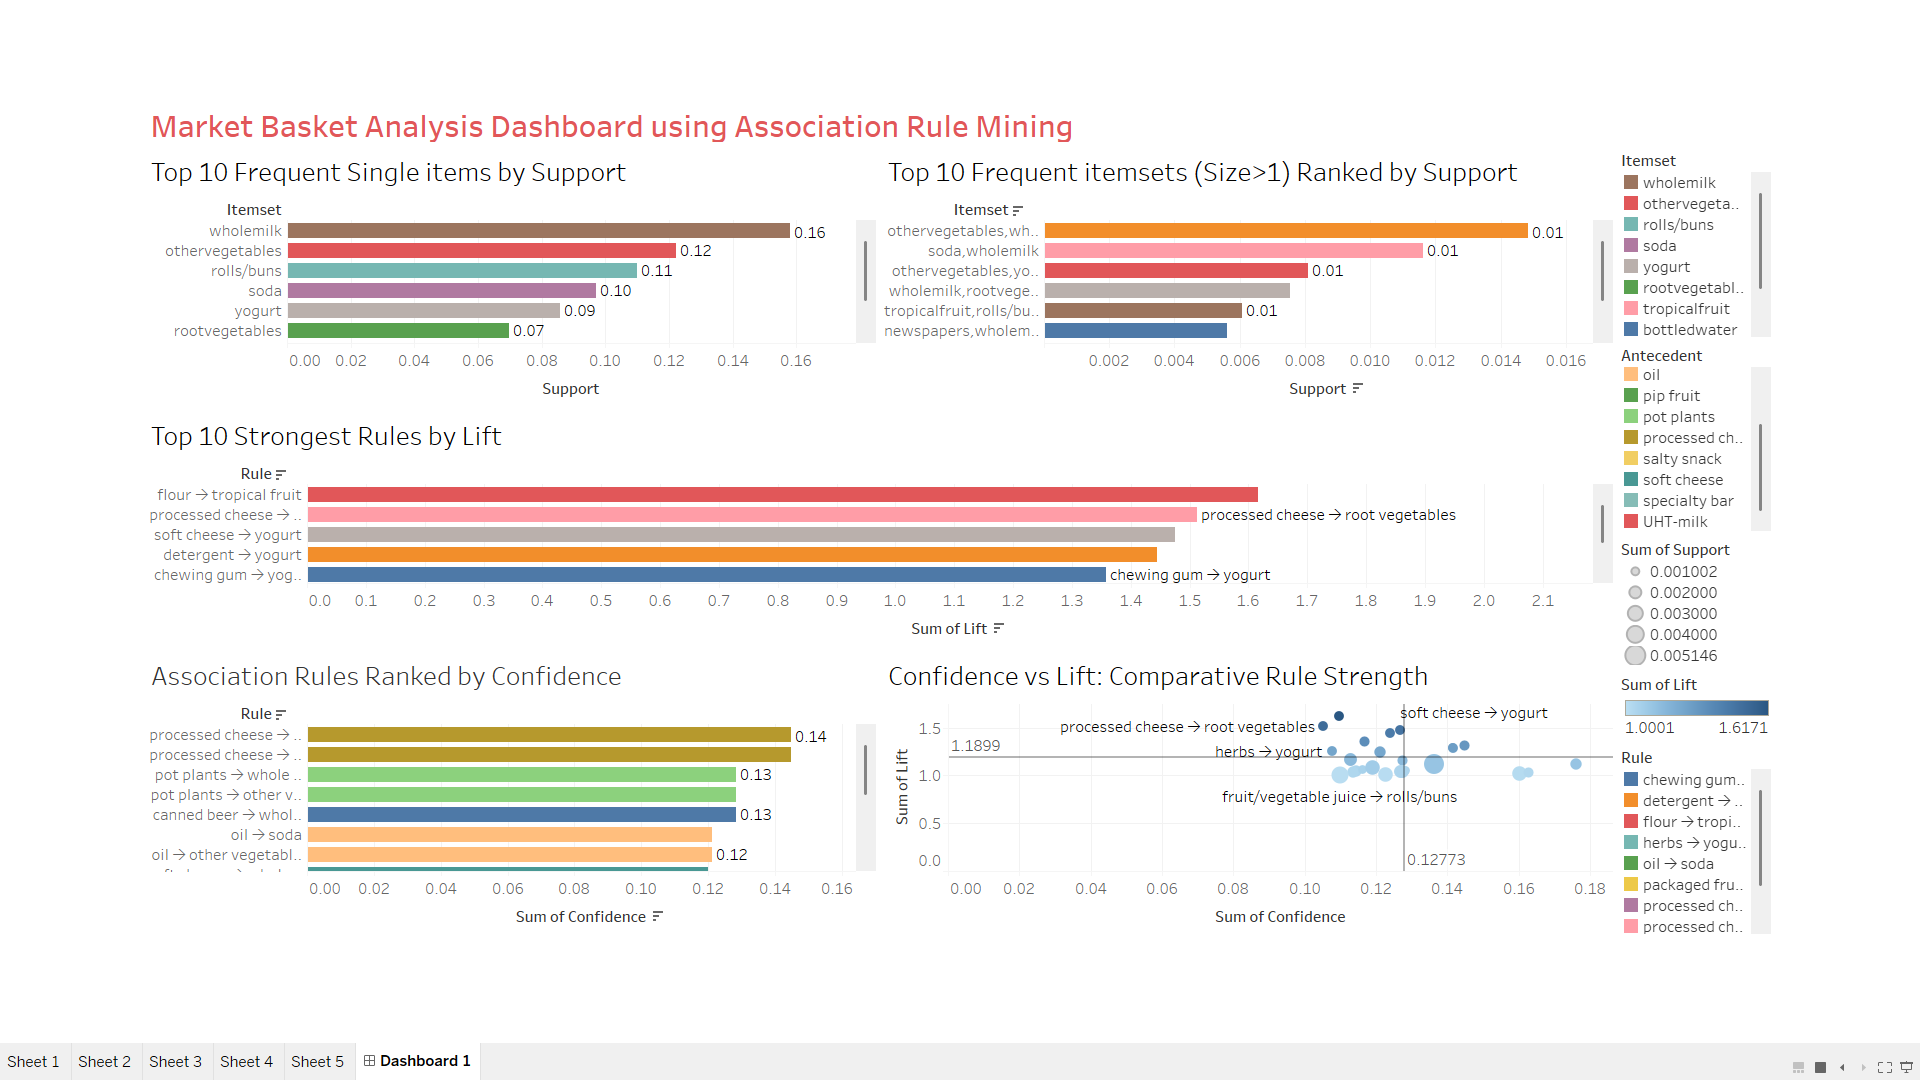 Market Basket Analysis Dashboard using Association Rule Mining
Top 10 Frequent Single items by Support
Itemset
wholemilk 0.16
othervegetables 0.12
rolls/buns 0.11
soda 0.10
yogurt 0.09
rootvegetables 0.07
0.00 0.02 0.04 0.06 0.08 0.10 0.12 0.14 0.16
Support
Top 10 Frequent itemsets (Size>1) Ranked by Support
Itemset
othervegetables,wh.. 0.01
soda,wholemilk 0.01
othervegetables,yo.. 0.01
wholemilk,rootvege..
tropicalfruit,rolls/bu.. 0.01
newspapers,wholem..
0.002 0.004 0.006 0.008 0.010 0.012 0.014 0.016
Support
Top 10 Strongest Rules by Lift
Rule
flour → tropical fruit
processed cheese → .. processed cheese → root vegetables
soft cheese → yogurt
detergent → yogurt
chewing gum → yog.. chewing gum → yogurt
0.0 0.1 0.2 0.3 0.4 0.5 0.6 0.7 0.8 0.9 1.0 1.1 1.2 1.3 1.4 1.5 1.6 1.7 1.8 1.9 2.0 2.1
Sum of Lift
Association Rules Ranked by Confidence
Rule
processed cheese → .. 0.14
processed cheese → ..
pot plants → whole .. 0.13
pot plants → other v..
canned beer → whol.. 0.13
oil → soda
oil → other vegetabl.. 0.12
0.00 0.02 0.04 0.06 0.08 0.10 0.12 0.14 0.16
Sum of Confidence
Confidence vs Lift: Comparative Rule Strength
Sum of Lift
1.5
1.0
0.5
0.0
soft cheese → yogurt
processed cheese → root vegetables
1.1899
herbs → yogurt
fruit/vegetable juice → rolls/buns
0.12773
0.00 0.02 0.04 0.06 0.08 0.10 0.12 0.14 0.16 0.18
Sum of Confidence
Itemset
wholemilk
othervegeta..
rolls/buns
soda
yogurt
rootvegetabl..
tropicalfruit
bottledwater
Antecedent
oil
pip fruit
pot plants
processed ch..
salty snack
soft cheese
specialty bar
UHT-milk
Sum of Support
0.001002
0.002000
0.003000
0.004000
0.005146
Sum of Lift
1.0001 1.6171
Rule
chewing gum..
detergent → ..
flour → tropi..
herbs → yogu..
oil → soda
packaged fru..
processed ch..
processed ch..
Sheet 1 Sheet 2 Sheet 3 Sheet 4 Sheet 5 Dashboard 1